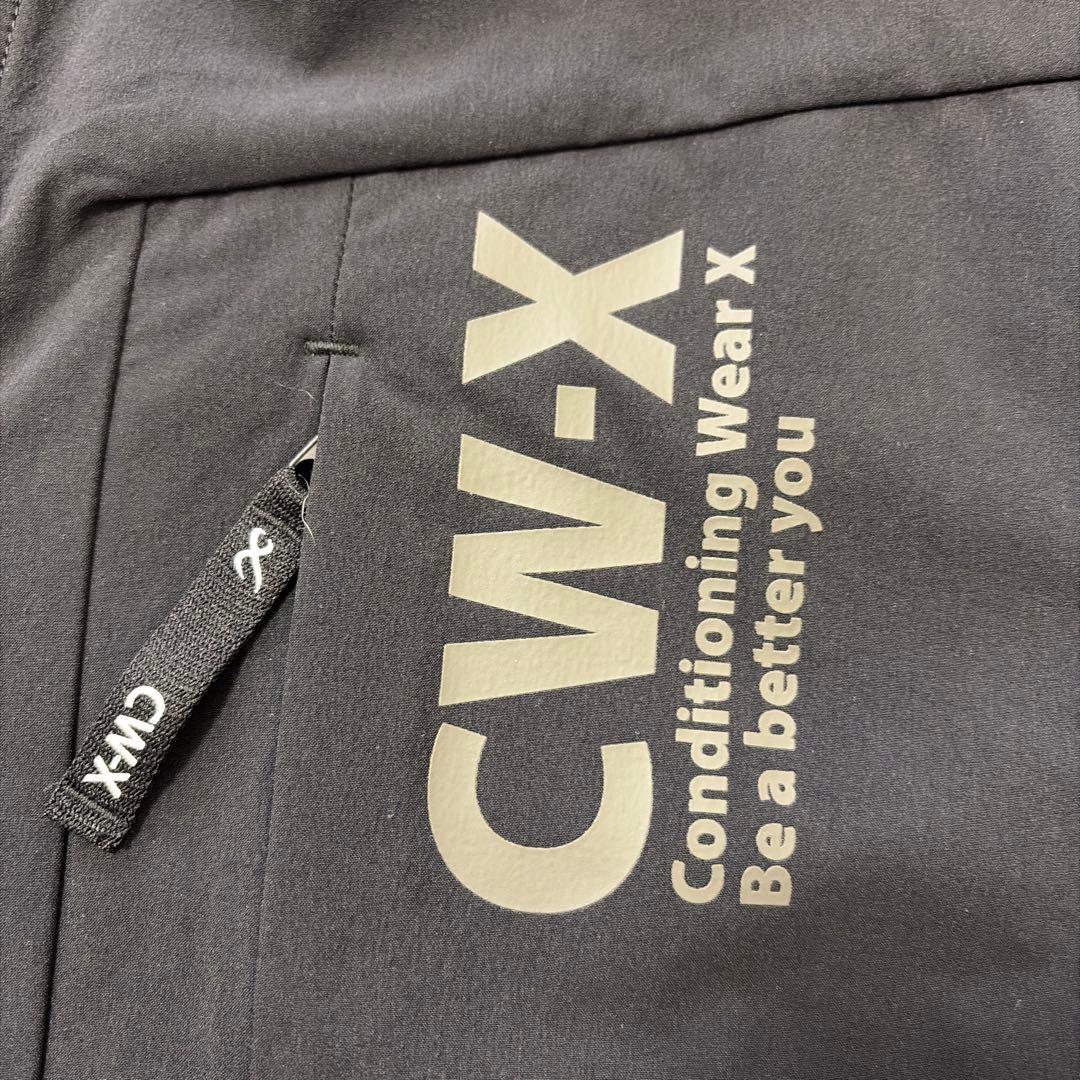 CW-X
Conditioning Wear X
Be a better you
CW-X